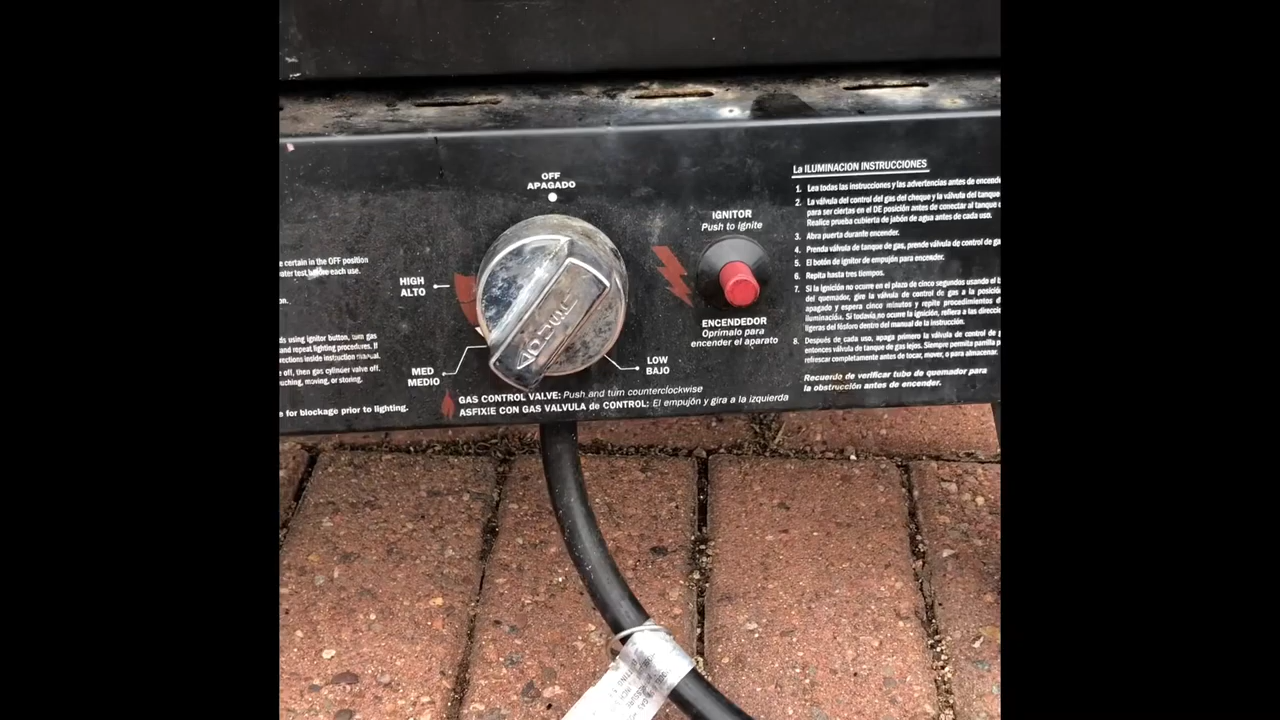 OFF
APAGADO
HIGH
ALTO
MED
MEDIO
LOW
BAJO
IGNITOR
Push to ignite
ENCENDEDOR
Oprímalo para
encender el aparato
GAS CONTROL VALVE: Push and turn counterclockwise
ASFIXIE CON GAS VALVULA de CONTROL: El empujón y gira a la izquierda
e certain in the OFF position
ater test before each use.
on.
ds using ignitor button, turn gas
and repeat lighting procedures. If
rections inside instruction manual.
e off, then gas cylinder valve off.
uching, moving, or storing.
e for blockage prior to lighting.
La ILUMINACION INSTRUCCIONES
1. Lea todas las instrucciones y las advertencias antes de encende
2. La válvula del control del gas del cheque y la válvula del tanque
para ser ciertas en el DE posición antes de conectar al tanque
Realice prueba cubierta de jabón de agua antes de cada uso.
3. Abra puerta durante encender.
4. Prenda válvula de tanque de gas, prende válvula de control de ga
5. El botón de ignitor de empujón para encender.
6. Repita hasta tres tiempos.
7. Si la ignición no ocurre en el plazo de cinco segundos usando el b
del quemador, gire la válvula de control de gas a la posición
apagado y espera cinco minutos y repite procedimientos d
iluminación. Si todavía no ocurre la ignición, refiera a las direcci
ligeras del fósforo dentro del manual de la instrucción.
8. Después de cada uso, apaga primero la válvula de control de g
entonces válvula de tanque de gas lejos. Siempre permita parrilla
refrescar completamente antes de tocar, mover, o para almacenar.
Recuerde de verificar tubo de quemador para
la obstrucción antes de encender.